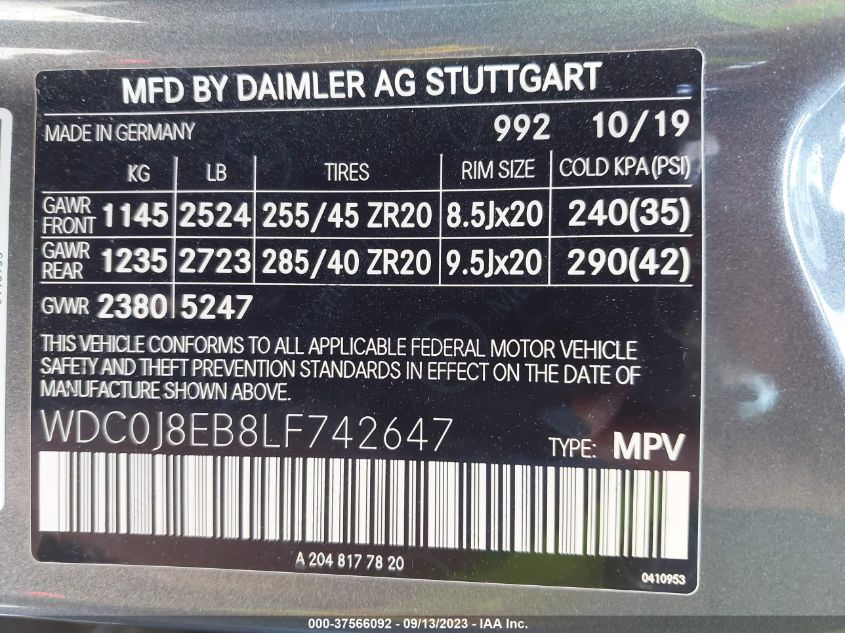 MFD BY DAIMLER AG STUTTGART
MADE IN GERMANY 992 10/19
KG LB TIRES RIM SIZE COLD KPA(PSI)
GAWR FRONT 1145 2524 255/45 ZR20 8.5Jx20 240(35)
GAWR REAR 1235 2723 285/40 ZR20 9.5Jx20 290(42)
GVWR 2380 5247
THIS VEHICLE CONFORMS TO ALL APPLICABLE FEDERAL MOTOR VEHICLE
SAFETY AND THEFT PREVENTION STANDARDS IN EFFECT ON THE DATE OF
MANUFACTURE SHOWN ABOVE.
WDC0J8EB8LF742647 TYPE: MPV
A 204 817 78 20
0410953
000-37566092 - 09/13/2023 - IAA Inc.